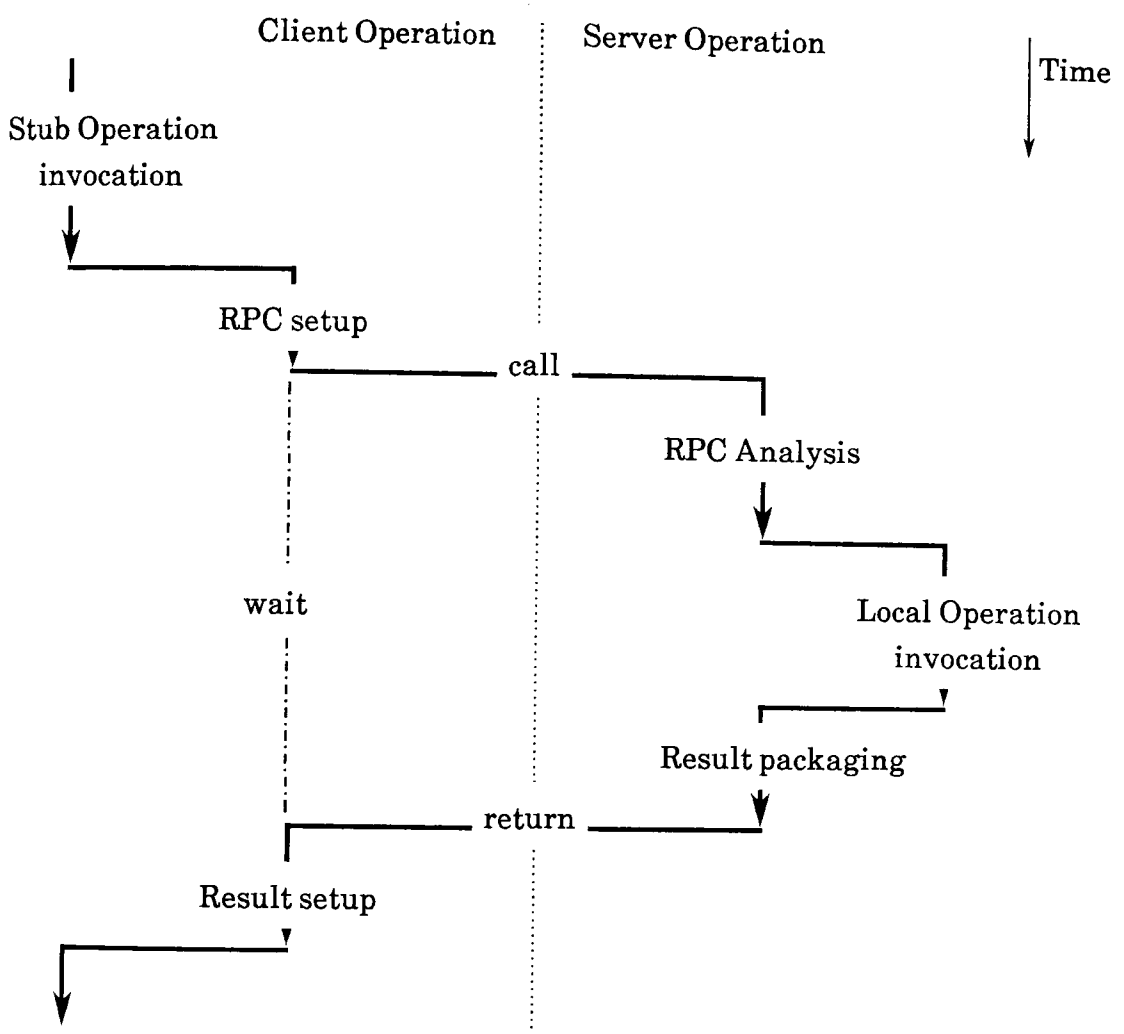 Client Operation
Server Operation
Time
Stub Operation
invocation
RPC setup
call
RPC Analysis
wait
Local Operation
invocation
Result packaging
return
Result setup